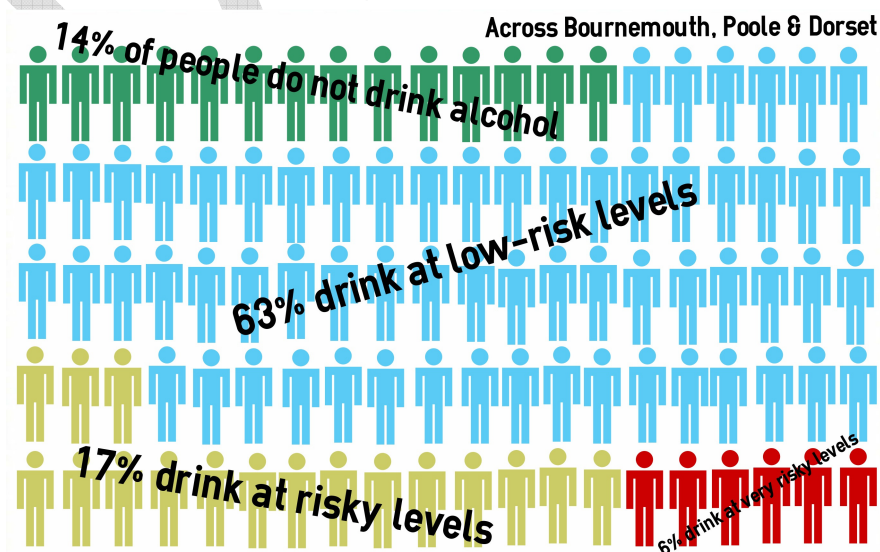 Across Bournemouth, Poole & Dorset
14% of people do not drink alcohol
63% drink at low-risk levels
17% drink at risky levels
6% drink at very risky levels